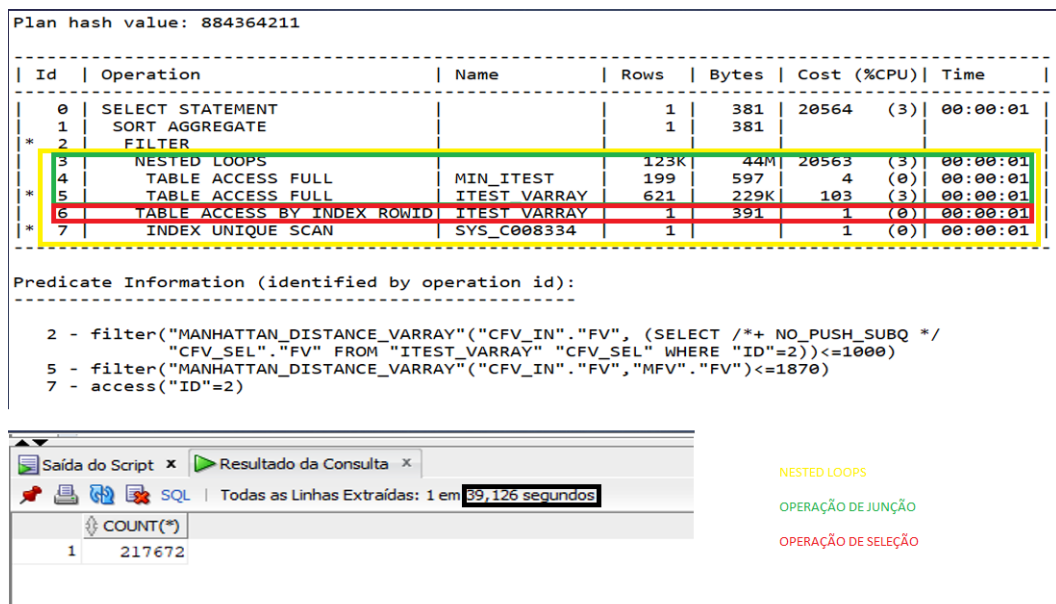 Plan hash value: 884364211
---------------------------------------------------------------------------------------------
| Id | Operation | Name | Rows | Bytes | Cost (%CPU)| Time |
---------------------------------------------------------------------------------------------
| 0 | SELECT STATEMENT | | 1 | 381 | 20564 (3)| 00:00:01 |
| 1 | SORT AGGREGATE | | 1 | 381 | | |
|* 2 | FILTER | | | | | |
| 3 | NESTED LOOPS | | 123K| 44M| 20563 (3)| 00:00:01 |
| 4 | TABLE ACCESS FULL | MIN_ITEST | 199 | 597 | 4 (0)| 00:00:01 |
|* 5 | TABLE ACCESS FULL | ITEST_VARRAY | 621 | 229K| 103 (3)| 00:00:01 |
| 6 | TABLE ACCESS BY INDEX ROWID| ITEST_VARRAY | 1 | 391 | 1 (0)| 00:00:01 |
|* 7 | INDEX UNIQUE SCAN | SYS_C008334 | 1 | | 1 (0)| 00:00:01 |
---------------------------------------------------------------------------------------------
Predicate Information (identified by operation id):
---------------------------------------------------
2 - filter("MANHATTAN_DISTANCE_VARRAY"("CFV_IN"."FV", (SELECT /*+ NO_PUSH_SUBQ */
"CFV_SEL"."FV" FROM "ITEST_VARRAY" "CFV_SEL" WHERE "ID"=2))<=1000)
5 - filter("MANHATTAN_DISTANCE_VARRAY"("CFV_IN"."FV","MFV"."FV")<=1870)
7 - access("ID"=2)
Saída do Script x Resultado da Consulta x
SQL | Todas as Linhas Extraídas: 1 em 39,126 segundos
COUNT(*)
1 217672
NESTED LOOPS
OPERAÇÃO DE JUNÇÃO
OPERAÇÃO DE SELEÇÃO